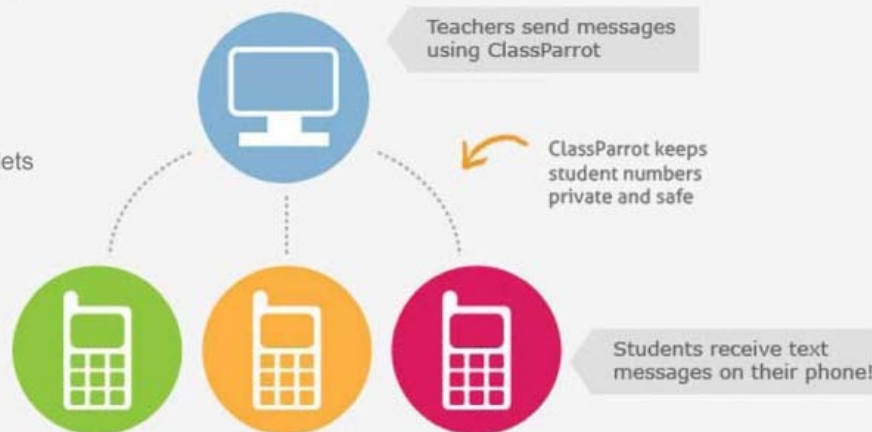 Teachers send messages
using ClassParrot
ets
ClassParrot keeps
student numbers
private and safe
Students receive text
messages on their phone!